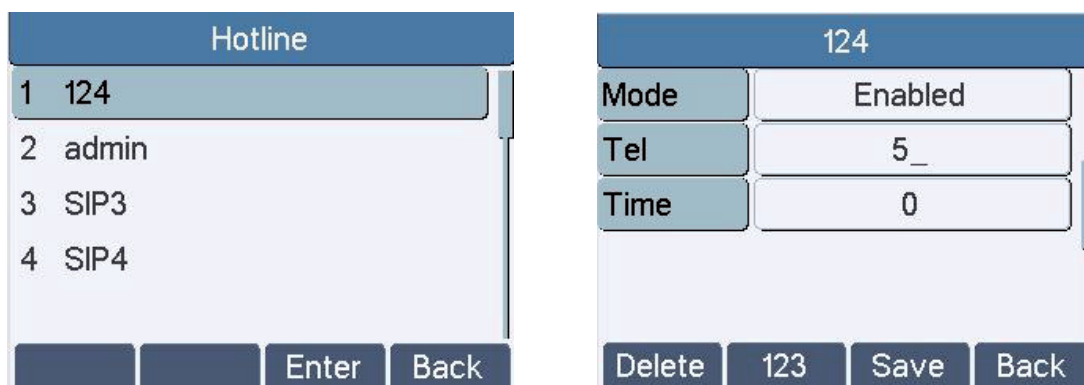 Hotline
1 124
2 admin
3 SIP3
4 SIP4
Enter Back
124
Mode Enabled
Tel 5_
Time 0
Delete 123 Save Back